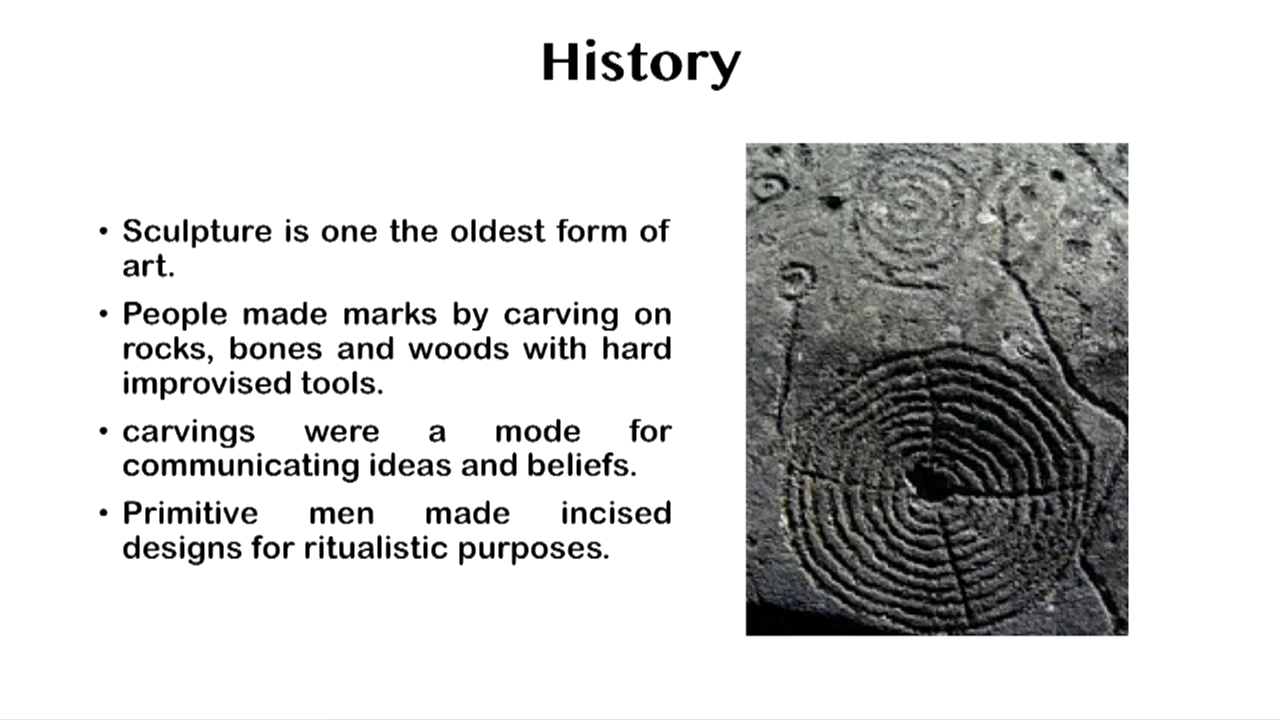 History
• Sculpture is one the oldest form of
art.
• People made marks by carving on
rocks, bones and woods with hard
improvised tools.
• carvings were a mode for
communicating ideas and beliefs.
• Primitive men made incised
designs for ritualistic purposes.